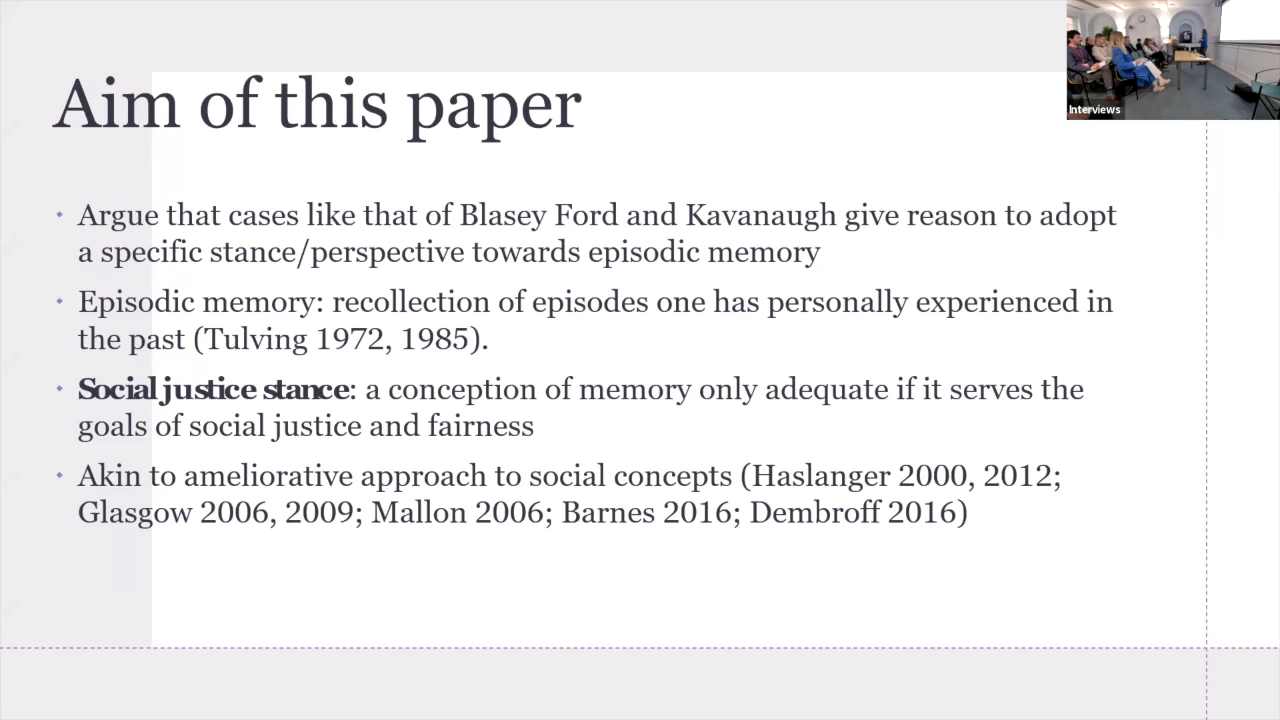 Aim of this paper
Interviews
Argue that cases like that of Blasey Ford and Kavanaugh give reason to adopt
a specific stance/perspective towards episodic memory
Episodic memory: recollection of episodes one has personally experienced in
the past (Tulving 1972, 1985).
Social justice stance: a conception of memory only adequate if it serves the
goals of social justice and fairness
Akin to ameliorative approach to social concepts (Haslanger 2000, 2012;
Glasgow 2006, 2009; Mallon 2006; Barnes 2016; Dembroff 2016)